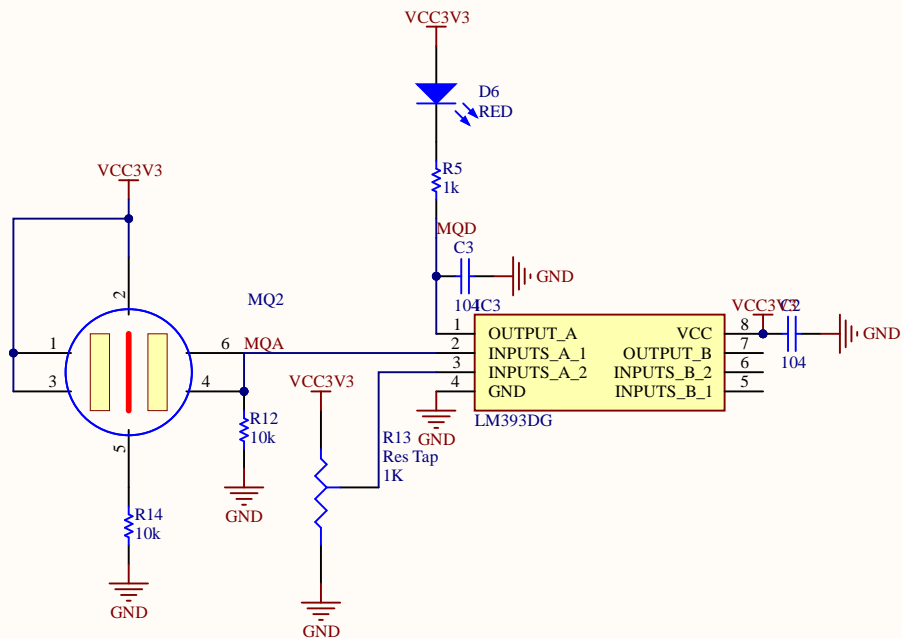 VCC3V3
D6
RED
R5
1k
MQD
C3
GND
104
IC3
VCC3V3
C2
GND
104
1
OUTPUT_A
VCC
8
2
INPUTS_A_1
OUTPUT_B
7
3
INPUTS_A_2
INPUTS_B_2
6
4
GND
INPUTS_B_1
5
LM393DG
GND
VCC3V3
2
MQ2
1
6
MQA
3
4
5
R12
10k
GND
R14
10k
GND
VCC3V3
R13
Res Tap
1K
GND